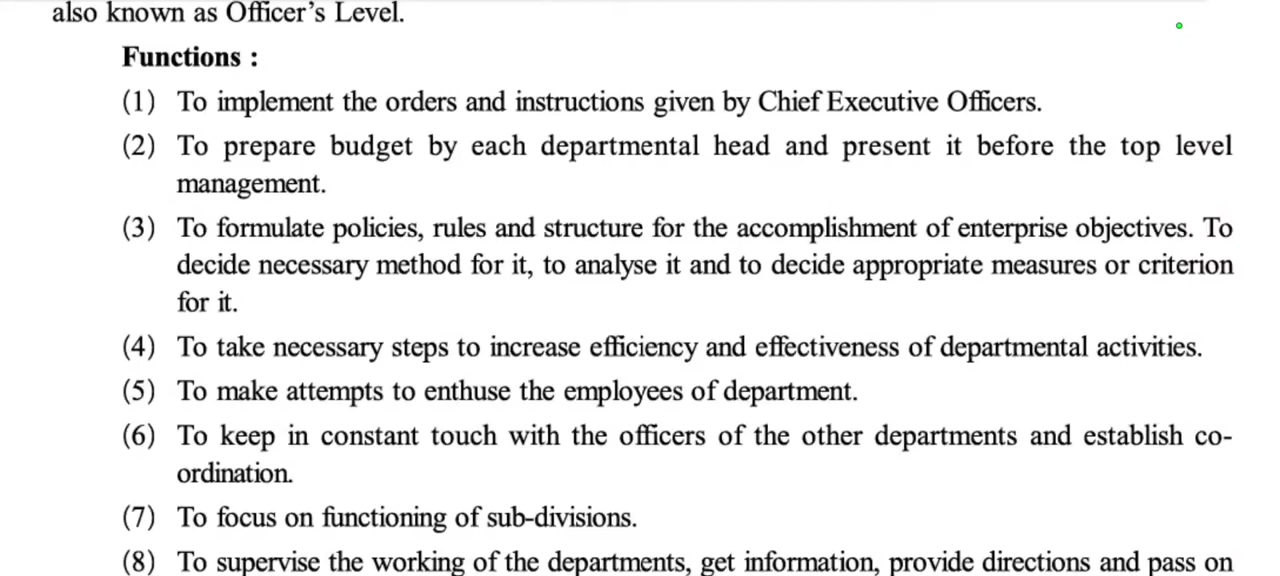 also known as Officer's Level.
Functions :
(1) To implement the orders and instructions given by Chief Executive Officers.
(2) To prepare budget by each departmental head and present it before the top level
management.
(3) To formulate policies, rules and structure for the accomplishment of enterprise objectives. To
decide necessary method for it, to analyse it and to decide appropriate measures or criterion
for it.
(4) To take necessary steps to increase efficiency and effectiveness of departmental activities.
(5) To make attempts to enthuse the employees of department.
(6) To keep in constant touch with the officers of the other departments and establish co-
ordination.
(7) To focus on functioning of sub-divisions.
(8) To supervise the working of the departments, get information, provide directions and pass on